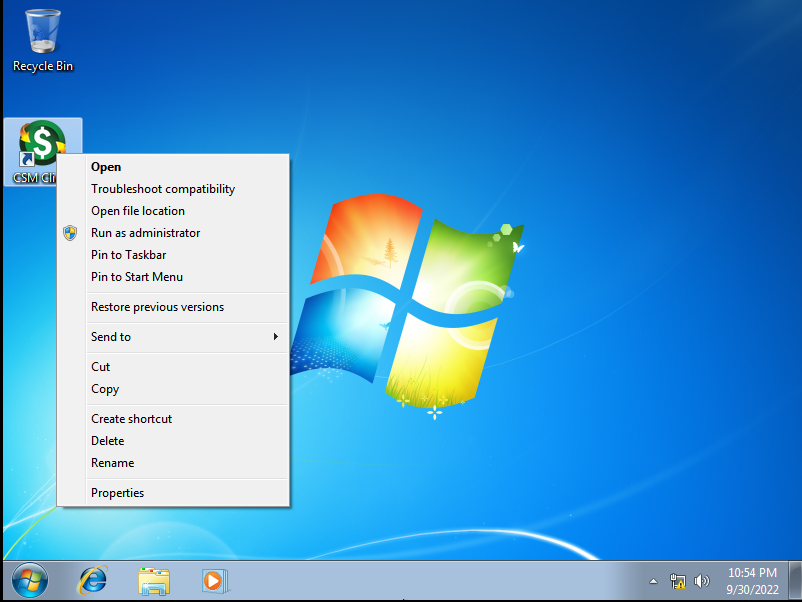 Recycle Bin
CSM Cli
Open
Troubleshoot compatibility
Open file location
Run as administrator
Pin to Taskbar
Pin to Start Menu
Restore previous versions
Send to
Cut
Copy
Create shortcut
Delete
Rename
Properties
10:54 PM
9/30/2022